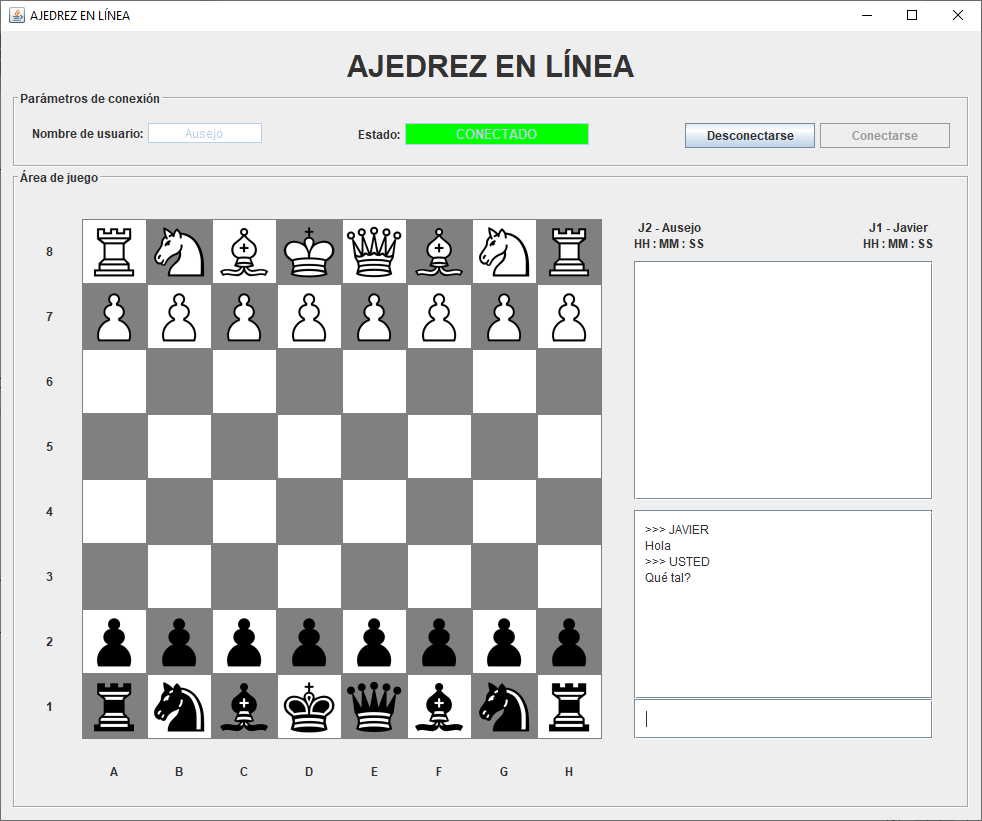 AJEDREZ EN LÍNEA
AJEDREZ EN LÍNEA
Parámetros de conexión
Nombre de usuario: Ausejo Estado: CONECTADO Desconectarse Conectarse
Área de juego
J2 - Ausejo J1 - Javier
HH : MM : SS HH : MM : SS
8
7
6
5
4
3
2
1
A B C D E F G H
>>> JAVIER
Hola
>>> USTED
Qué tal?